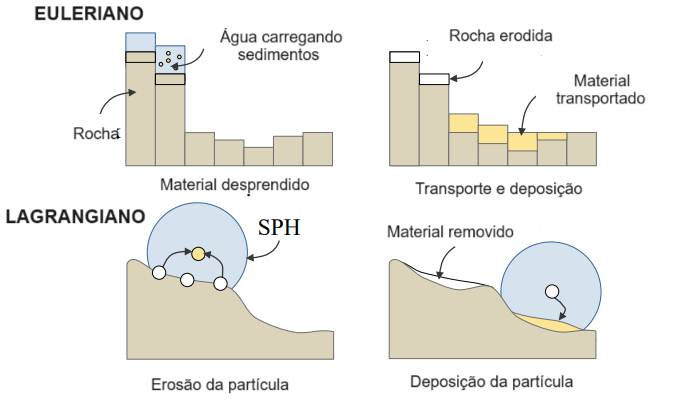 EULERIANO
Água carregando
sedimentos
Rocha
Material desprendido
Rocha erodida
Material
transportado
Transporte e deposição
LAGRANGIANO
SPH
Erosão da partícula
Material removido
Deposição da partícula